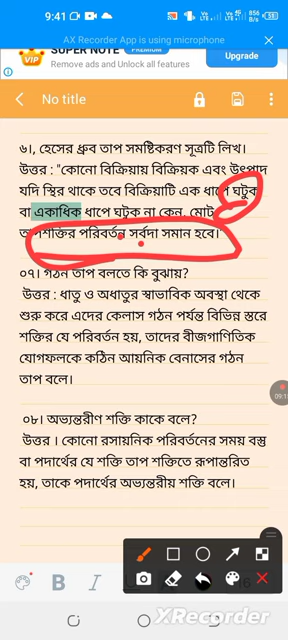 9:41
856
58
B/s
AX Recorder App is using microphone
SUPER NOTE PREMIUM
Remove ads and Unlock all features
Upgrade
VIP
No title
৬।, হেসের ধ্রুব তাপ সমষ্টিকরণ সূত্রটি লিখ।
উত্তর : "কোনো বিক্রিয়ায় বিক্রিয়ক এবং উৎপাদ
যদি স্থির থাকে তবে বিক্রিয়াটি এক ধাপে ঘটুক
বা একাধিক ধাপে ঘটুক না কেন, মোট
পরিবর্তন সর্বদা সমান হবে।
০৭। গঠন তাপ বলতে কি বুঝায়?
উত্তর : ধাতু ও অধাতুর স্বাভাবিক অবস্থা থেকে
শুরু করে এদের কেলাস গঠন পর্যন্ত বিভিন্ন স্তরে
শক্তির যে পরিবর্তন হয়, তাদের বীজগাণিতিক
যোগফলকে কঠিন আয়নিক বেনাসের গঠন
তাপ বলে।
০৮। অভ্যন্তরীণ শক্তি কাকে বলে?
উত্তর । কোনো রসায়নিক পরিবর্তনের সময় বস্তু
বা পদার্থের যে শক্তি তাপ শক্তিতে রূপান্তরিত
হয়, তাকে পদার্থের অভ্যন্তরীয় শক্তি বলে।
B I
XRecorder